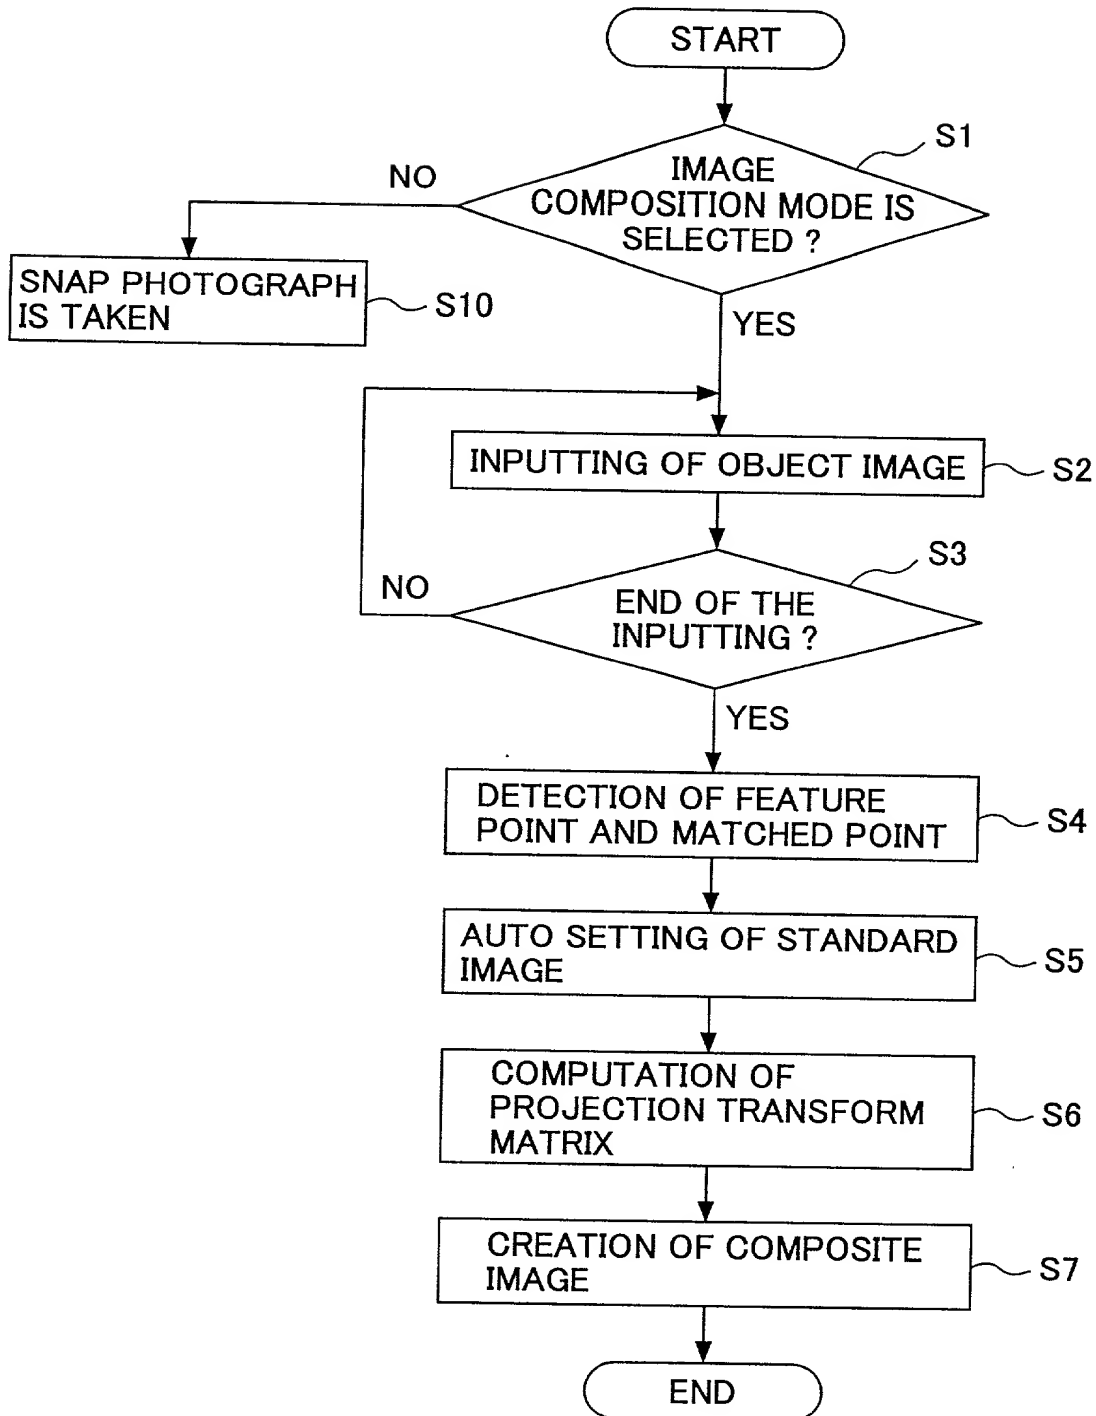 START
S1
IMAGE
COMPOSITION MODE IS
SELECTED ?
NO
SNAP PHOTOGRAPH
IS TAKEN
S10
YES
INPUTTING OF OBJECT IMAGE
S2
S3
END OF THE
INPUTTING ?
NO
YES
DETECTION OF FEATURE
POINT AND MATCHED POINT
S4
AUTO SETTING OF STANDARD
IMAGE
S5
COMPUTATION OF
PROJECTION TRANSFORM
MATRIX
S6
CREATION OF COMPOSITE
IMAGE
S7
END